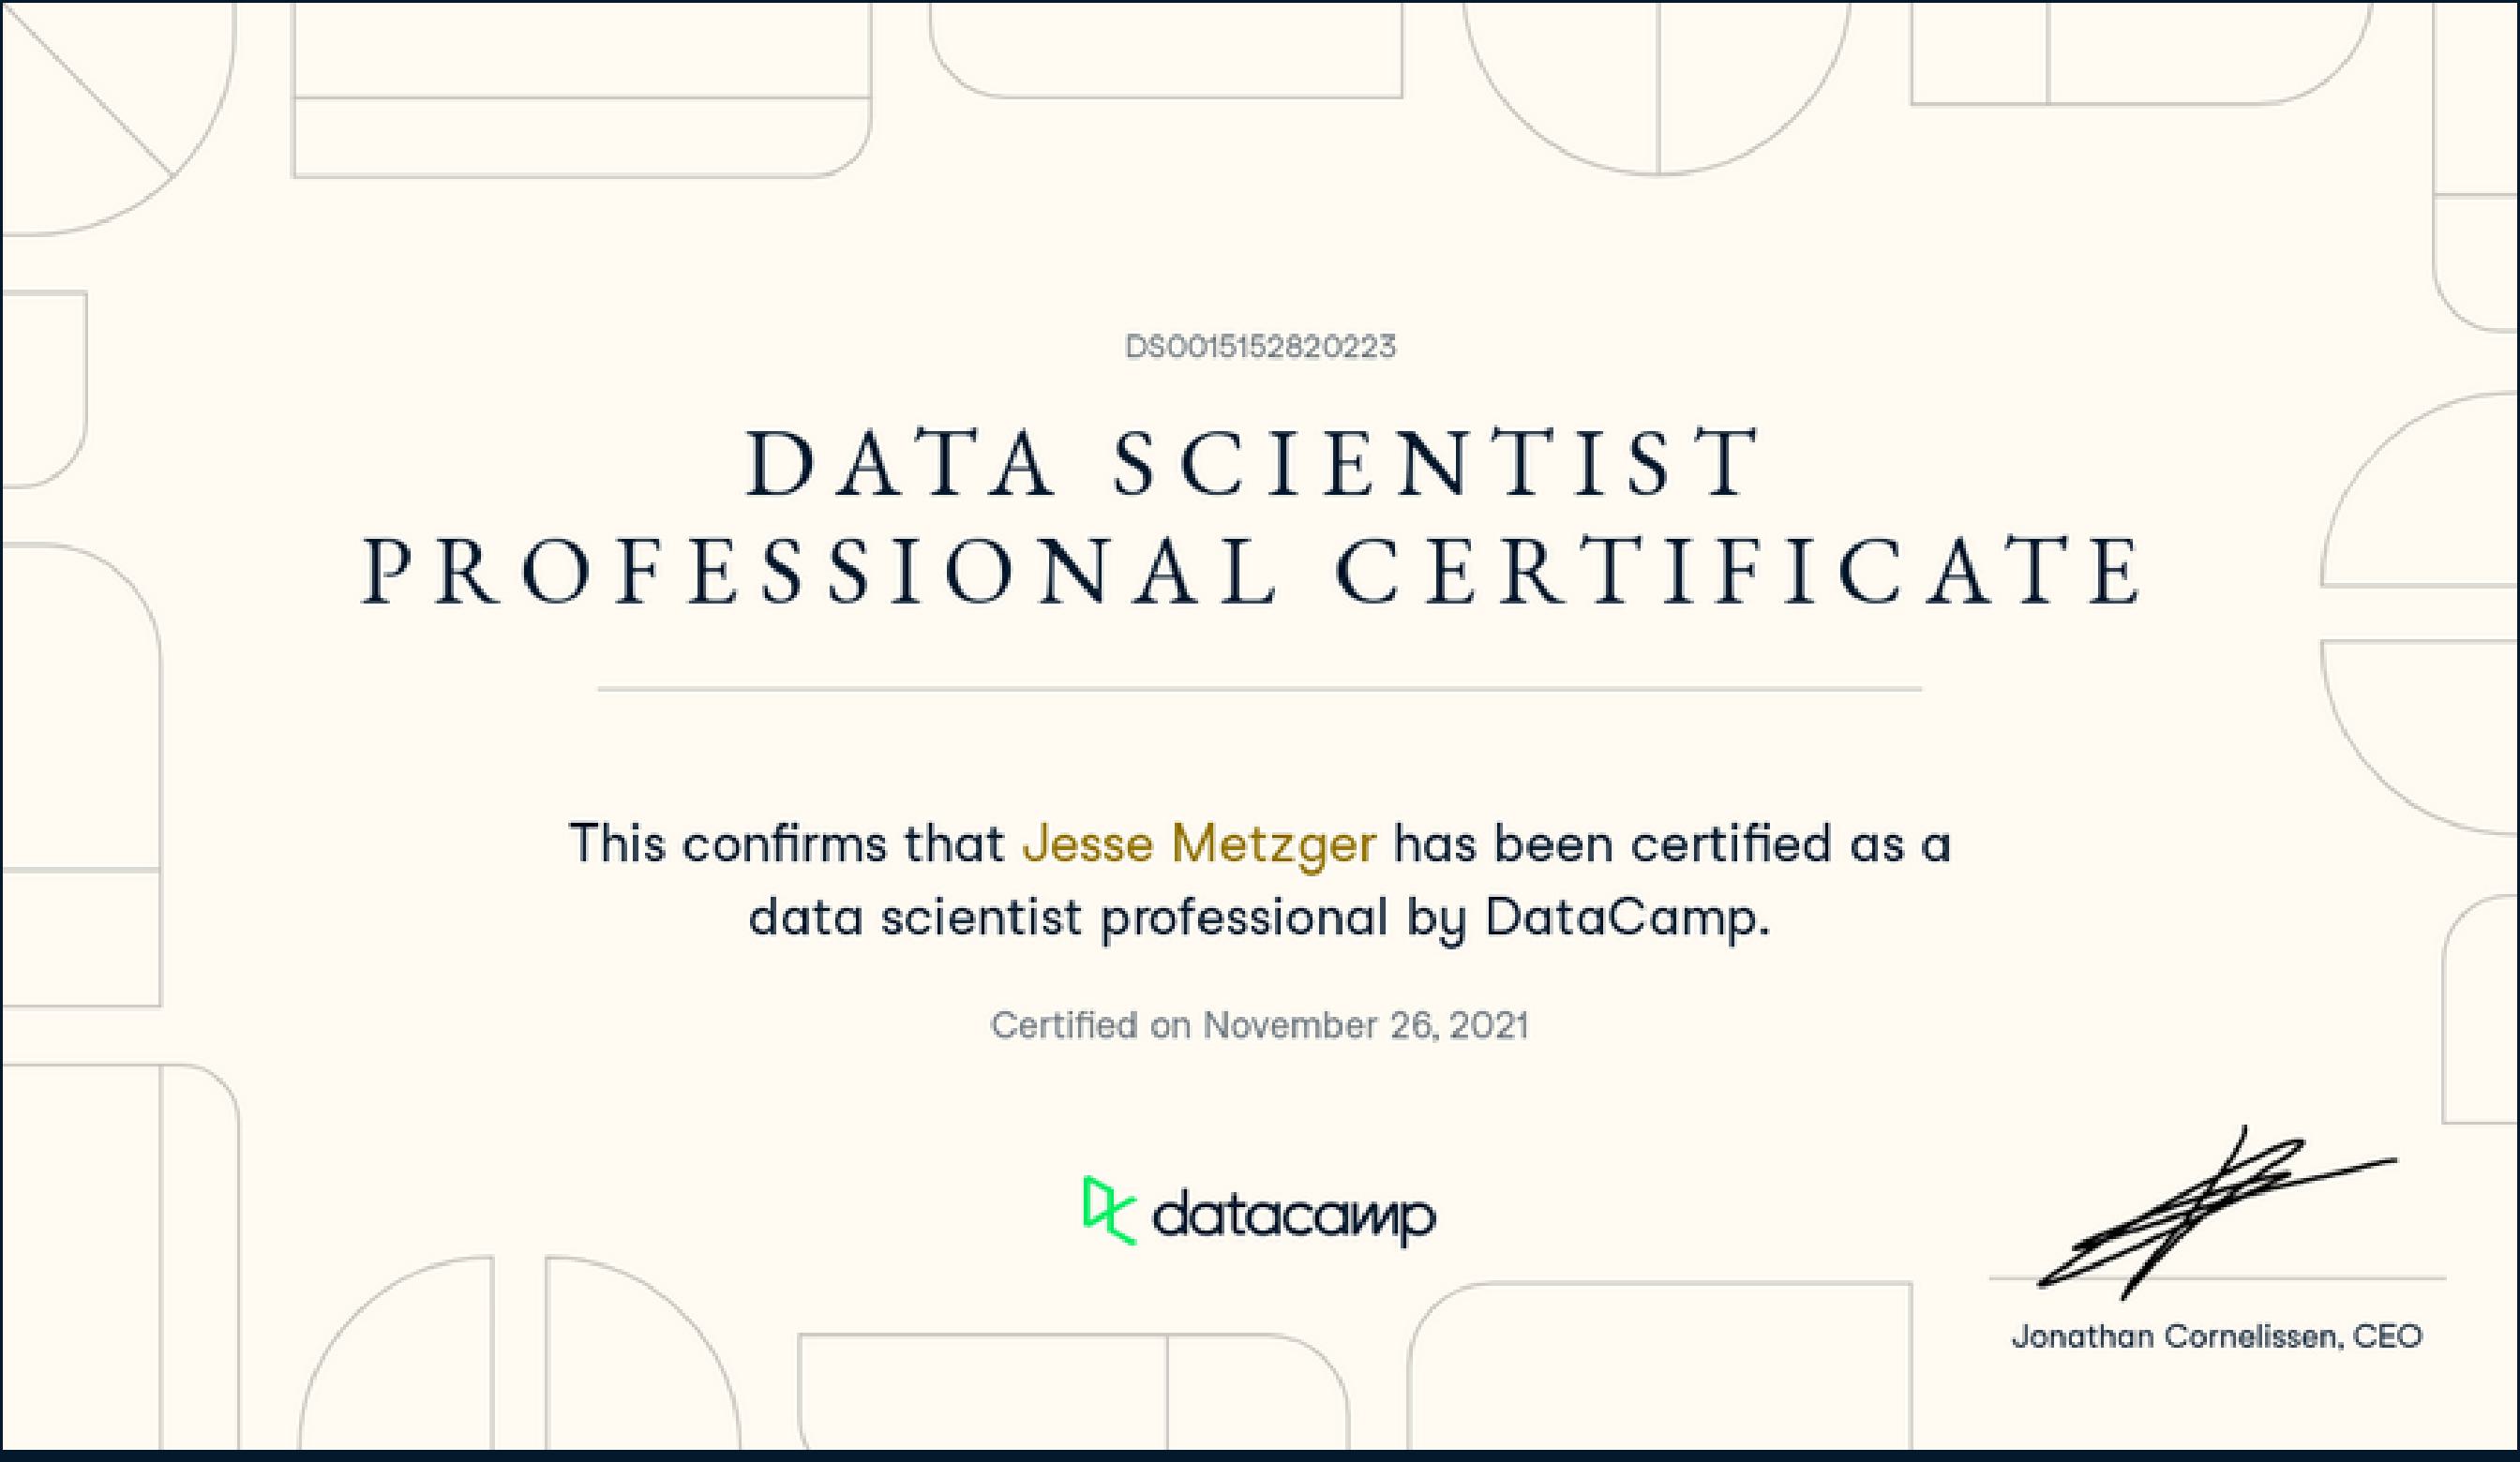 DS0015152820223
DATA SCIENTIST
PROFESSIONAL CERTIFICATE
This confirms that Jesse Metzger has been certified as a
data scientist professional by DataCamp.
Certified on November 26, 2021
datacamp
Jonathan Cornelissen, CEO